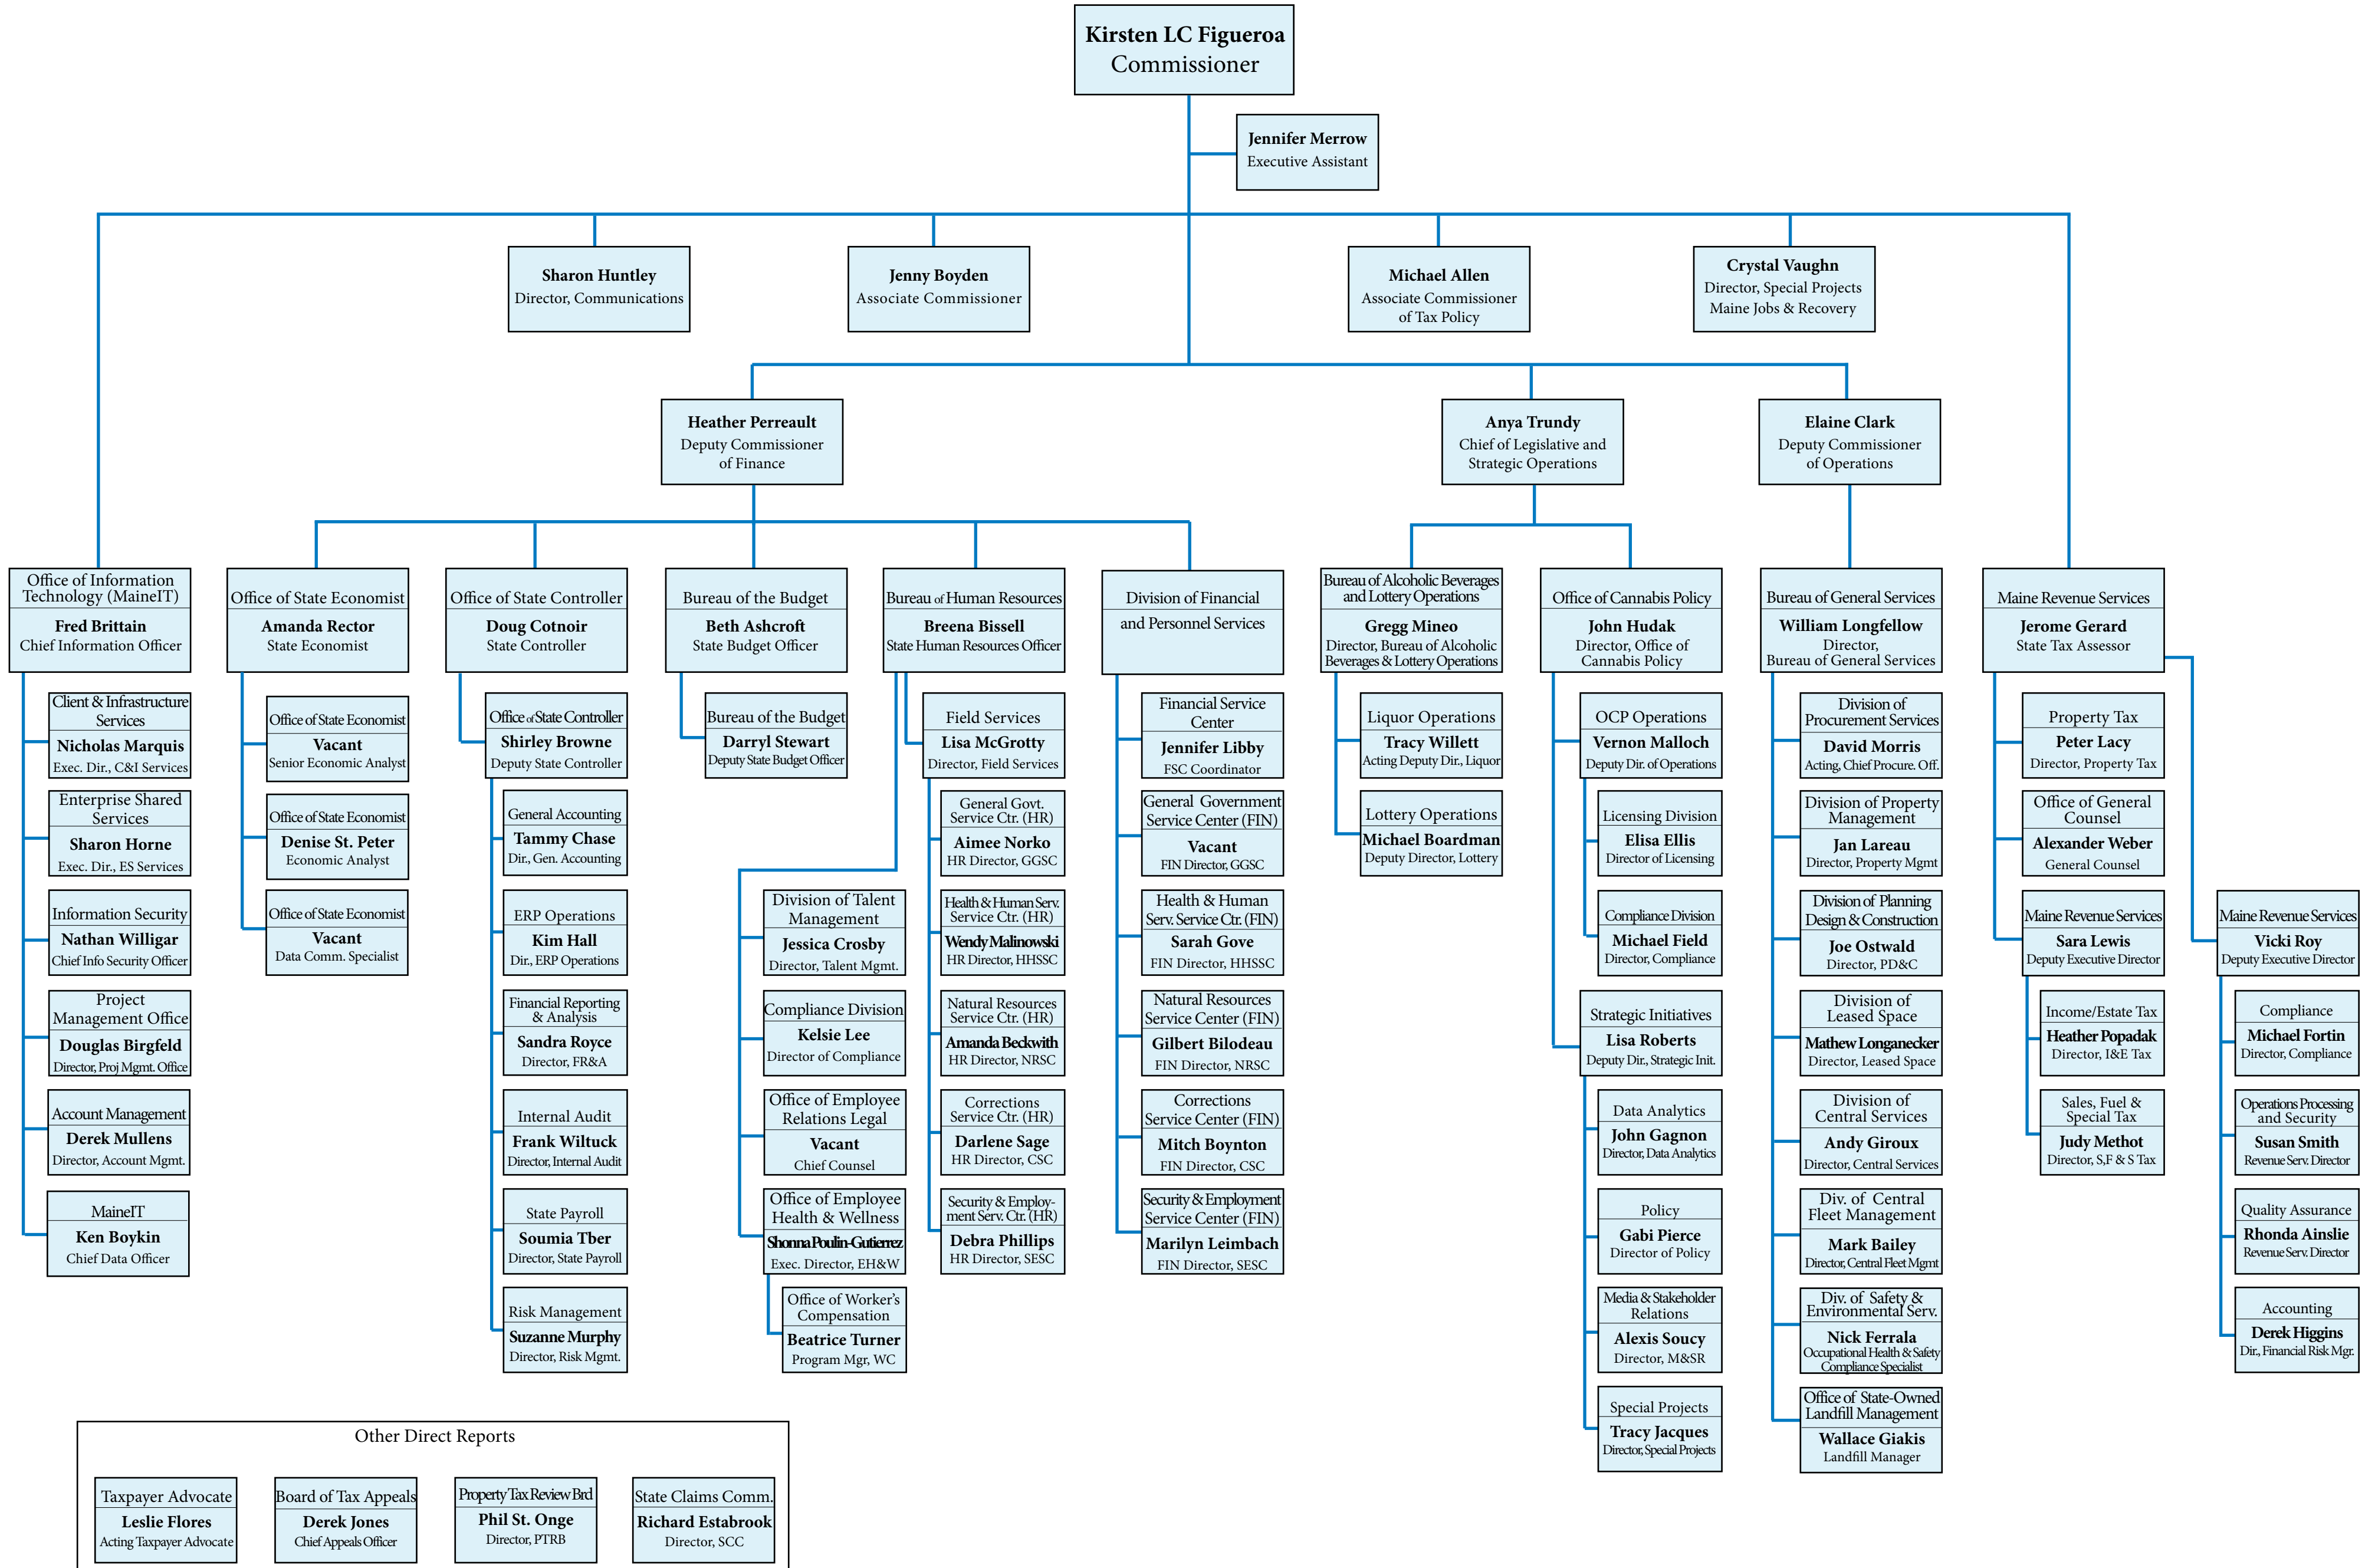 Kirsten LC Figueroa
Commissioner
Jennifer Merrow
Executive Assistant
Sharon Huntley
Director, Communications
Jenny Boyden
Associate Commissioner
Michael Allen
Associate Commissioner
of Tax Policy
Crystal Vaughn
Director, Special Projects
Maine Jobs & Recovery
Heather Perreault
Deputy Commissioner
of Finance
Anya Trundy
Chief of Legislative and
Strategic Operations
Elaine Clark
Deputy Commissioner
of Operations
Office of Information
Technology (MaineIT)
Fred Brittain
Chief Information Officer
Client & Infrastructure
Services
Nicholas Marquis
Exec. Dir., C&I Services
Enterprise Shared
Services
Sharon Horne
Exec. Dir., ES Services
Information Security
Nathan Willigar
Chief Info Security Officer
Project
Management Office
Douglas Birgfeld
Director, Proj Mgmt. Office
Account Management
Derek Mullens
Director, Account Mgmt.
MaineIT
Ken Boykin
Chief Data Officer
Office of State Economist
Amanda Rector
State Economist
Office of State Economist
Vacant
Senior Economic Analyst
Office of State Economist
Denise St. Peter
Economic Analyst
Office of State Economist
Vacant
Data Comm. Specialist
Office of State Controller
Doug Cotnoir
State Controller
Office of State Controller
Shirley Browne
Deputy State Controller
General Accounting
Tammy Chase
Dir., Gen. Accounting
ERP Operations
Kim Hall
Dir., ERP Operations
Financial Reporting
& Analysis
Sandra Royce
Director, FR&A
Internal Audit
Frank Wiltuck
Director, Internal Audit
State Payroll
Soumia Tber
Director, State Payroll
Risk Management
Suzanne Murphy
Director, Risk Mgmt.
Bureau of the Budget
Beth Ashcroft
State Budget Officer
Bureau of the Budget
Darryl Stewart
Deputy State Budget Officer
Bureau of Human Resources
Breena Bissell
State Human Resources Officer
Division of Talent
Management
Jessica Crosby
Director, Talent Mgmt.
Compliance Division
Kelsie Lee
Director of Compliance
Office of Employee
Relations Legal
Vacant
Chief Counsel
Office of Employee
Health & Wellness
Shonna Poulin-Gutierrez
Exec. Director, EH&W
Office of Worker's
Compensation
Beatrice Turner
Program Mgr, WC
Field Services
Lisa McGrotty
Director, Field Services
General Govt.
Service Ctr. (HR)
Aimee Norko
HR Director, GGSC
Health & Human Serv.
Service Ctr. (HR)
Wendy Malinowski
HR Director, HHSSC
Natural Resources
Service Ctr. (HR)
Amanda Beckwith
HR Director, NRSC
Corrections
Service Ctr. (HR)
Darlene Sage
HR Director, CSC
Security & Employ-
ment Serv. Ctr. (HR)
Debra Phillips
HR Director, SESC
Division of Financial
and Personnel Services
Financial Service
Center
Jennifer Libby
FSC Coordinator
General Government
Service Center (FIN)
Vacant
FIN Director, GGSC
Health & Human
Serv. Service Ctr. (FIN)
Sarah Gove
FIN Director, HHSSC
Natural Resources
Service Center (FIN)
Gilbert Bilodeau
FIN Director, NRSC
Corrections
Service Center (FIN)
Mitch Boynton
FIN Director, CSC
Security & Employment
Service Center (FIN)
Marilyn Leimbach
FIN Director, SESC
Bureau of Alcoholic Beverages
and Lottery Operations
Gregg Mineo
Director, Bureau of Alcoholic
Beverages & Lottery Operations
Liquor Operations
Tracy Willett
Acting Deputy Dir., Liquor
Lottery Operations
Michael Boardman
Deputy Director, Lottery
Office of Cannabis Policy
John Hudak
Director, Office of
Cannabis Policy
OCP Operations
Vernon Malloch
Deputy Dir. of Operations
Licensing Division
Elisa Ellis
Director of Licensing
Compliance Division
Michael Field
Director, Compliance
Strategic Initiatives
Lisa Roberts
Deputy Dir., Strategic Init.
Data Analytics
John Gagnon
Director, Data Analytics
Policy
Gabi Pierce
Director of Policy
Media & Stakeholder
Relations
Alexis Soucy
Director, M&SR
Special Projects
Tracy Jacques
Director, Special Projects
Bureau of General Services
William Longfellow
Director,
Bureau of General Services
Division of
Procurement Services
David Morris
Acting, Chief Procure. Off.
Division of Property
Management
Jan Lareau
Director, Property Mgmt
Division of Planning
Design & Construction
Joe Ostwald
Director, PD&C
Division of
Leased Space
Mathew Longanecker
Director, Leased Space
Division of
Central Services
Andy Giroux
Director, Central Services
Div. of Central
Fleet Management
Mark Bailey
Director, Central Fleet Mgmt
Div. of Safety &
Environmental Serv.
Nick Ferrala
Occupational Health & Safety
Compliance Specialist
Office of State-Owned
Landfill Management
Wallace Giakis
Landfill Manager
Maine Revenue Services
Jerome Gerard
State Tax Assessor
Property Tax
Peter Lacy
Director, Property Tax
Office of General
Counsel
Alexander Weber
General Counsel
Maine Revenue Services
Sara Lewis
Deputy Executive Director
Income/Estate Tax
Heather Popadak
Director, I&E Tax
Sales, Fuel &
Special Tax
Judy Methot
Director, S,F & S Tax
Maine Revenue Services
Vicki Roy
Deputy Executive Director
Compliance
Michael Fortin
Director, Compliance
Operations Processing
and Security
Susan Smith
Revenue Serv. Director
Quality Assurance
Rhonda Ainslie
Revenue Serv. Director
Accounting
Derek Higgins
Dir., Financial Risk Mgr.
Other Direct Reports
Taxpayer Advocate
Leslie Flores
Acting Taxpayer Advocate
Board of Tax Appeals
Derek Jones
Chief Appeals Officer
Property Tax Review Brd
Phil St. Onge
Director, PTRB
State Claims Comm.
Richard Estabrook
Director, SCC